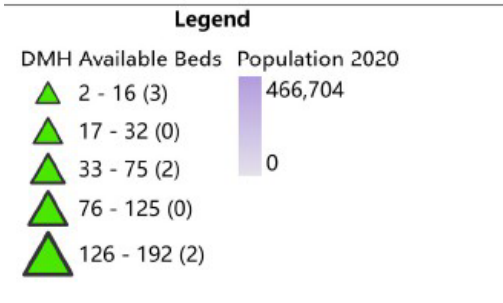 Legend
DMH Available Beds
2 - 16 (3)
17 - 32 (0)
33 - 75 (2)
76 - 125 (0)
126 - 192 (2)
Population 2020
466,704
0